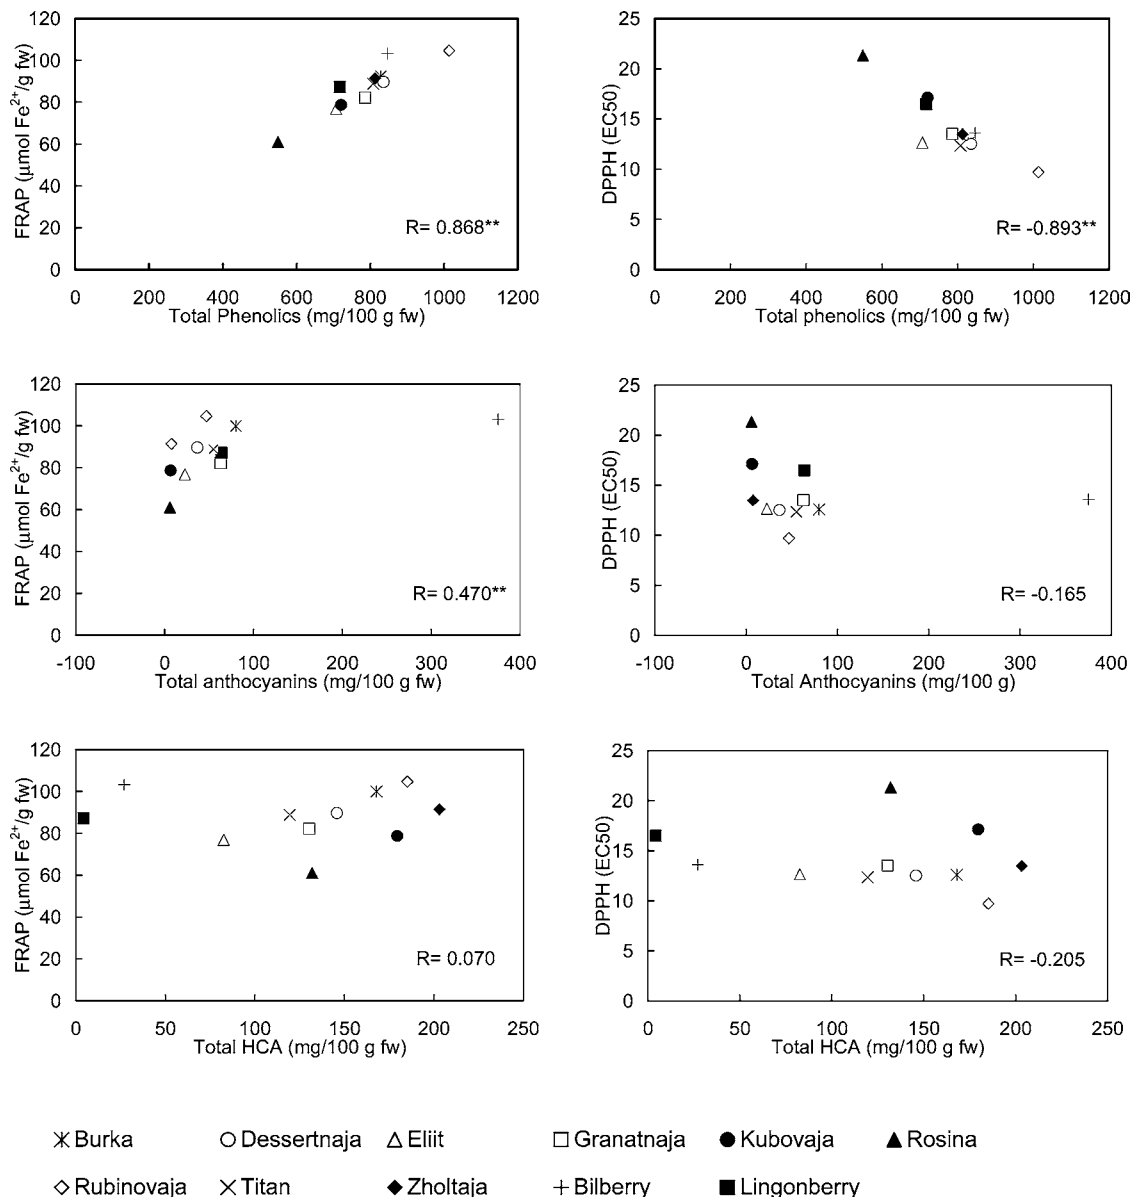 FRAP (µmol Fe²⁺/g fw)
120
100
80
60
40
20
0
R= 0.868**
0 200 400 600 800 1000 1200
Total Phenolics (mg/100 g fw)
DPPH (EC50)
25
20
15
10
5
0
R= -0.893**
0 200 400 600 800 1000 1200
Total phenolics (mg/100 g fw)
FRAP (µmol Fe²⁺/g fw)
120
100
80
60
40
20
0
R= 0.470**
-100 0 100 200 300 400
Total anthocyanins (mg/100 g fw)
DPPH (EC50)
25
20
15
10
5
0
R= -0.165
-100 0 100 200 300 400
Total Anthocyanins (mg/100 g)
FRAP (µmol Fe²⁺/g fw)
120
100
80
60
40
20
0
R= 0.070
0 50 100 150 200 250
Total HCA (mg/100 g fw)
DPPH (EC50)
25
20
15
10
5
0
R= -0.205
0 50 100 150 200 250
Total HCA (mg/100 g fw)
Burka Dessertnaja Eliit Granatnaja Kubovaja Rosina
Rubinovaja Titan Zholtaja Bilberry Lingonberry